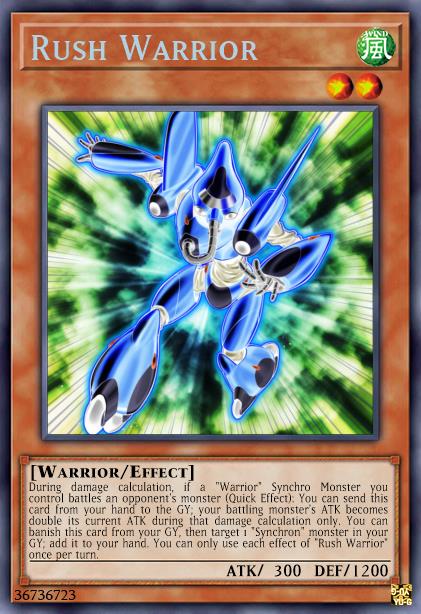 RUSH WARRIOR
WIND
風
[WARRIOR/EFFECT]
During damage calculation, if a "Warrior" Synchro Monster you
control battles an opponent's monster (Quick Effect): You can send
this card from your hand to the GY; your battling monster's ATK becomes
double its current ATK during that damage calculation only. You can
banish this card from your GY, then target 1 "Synchron" monster in your
GY; add it to your hand. You can only use each effect of "Rush Warrior"
once per turn.
ATK/ 300 DEF/1200
36736723